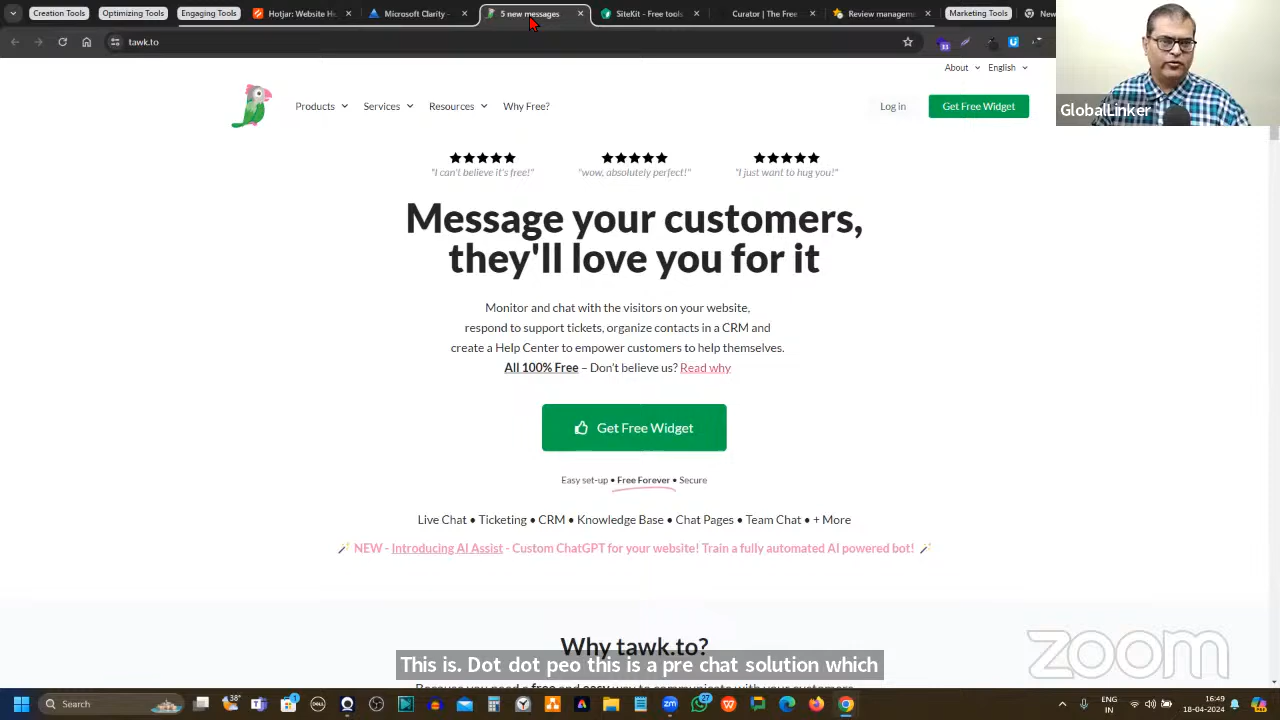 Creation Tools
Optimizing Tools
Engaging Tools
Hotjar: Website He
Microsoft Clarity -
5 new messages
SiteKit - Free tools
Curator | The Free
Review managem
Marketing Tools
New
tawk.to
33
About
English
Products
Services
Resources
Why Free?
Log in
Get Free Widget
GlobalLinker
★★★★★ ★★★★★ ★★★★★
"I can't believe it's free!" "wow, absolutely perfect!" "I just want to hug you!"
Message your customers,
they'll love you for it
Monitor and chat with the visitors on your website,
respond to support tickets, organize contacts in a CRM and
create a Help Center to empower customers to help themselves.
All 100% Free – Don't believe us? Read why
Get Free Widget
Easy set-up • Free Forever • Secure
Live Chat • Ticketing • CRM • Knowledge Base • Chat Pages • Team Chat • + More
NEW - Introducing AI Assist - Custom ChatGPT for your website! Train a fully automated AI powered bot!
Why tawk.to?
This is. Dot dot peo this is a pre chat solution which
zoom
Search
38°
1
27
ENG
IN
16:49
18-04-2024